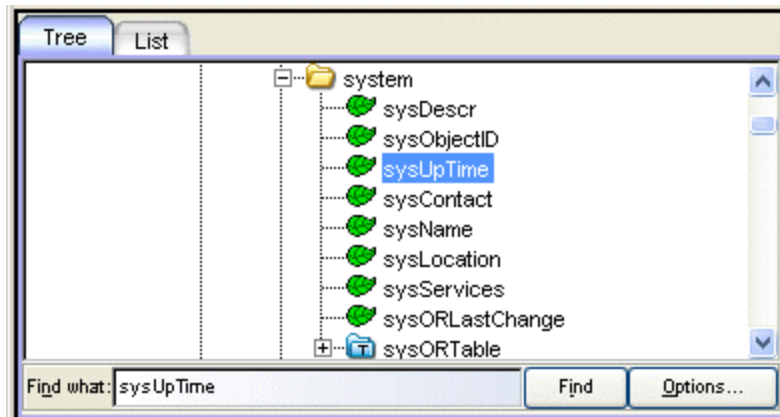 Tree List
system
sysDescr
sysObjectID
sysUpTime
sysContact
sysName
sysLocation
sysServices
sysORLastChange
T sysORTable
Find what: sysUpTime Find Options...